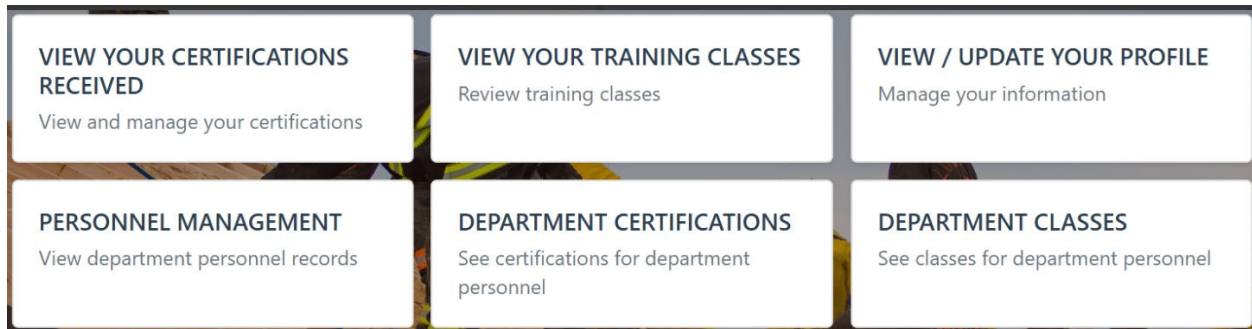 VIEW YOUR CERTIFICATIONS
RECEIVED
View and manage your certifications
VIEW YOUR TRAINING CLASSES
Review training classes
VIEW / UPDATE YOUR PROFILE
Manage your information
PERSONNEL MANAGEMENT
View department personnel records
DEPARTMENT CERTIFICATIONS
See certifications for department
personnel
DEPARTMENT CLASSES
See classes for department personnel